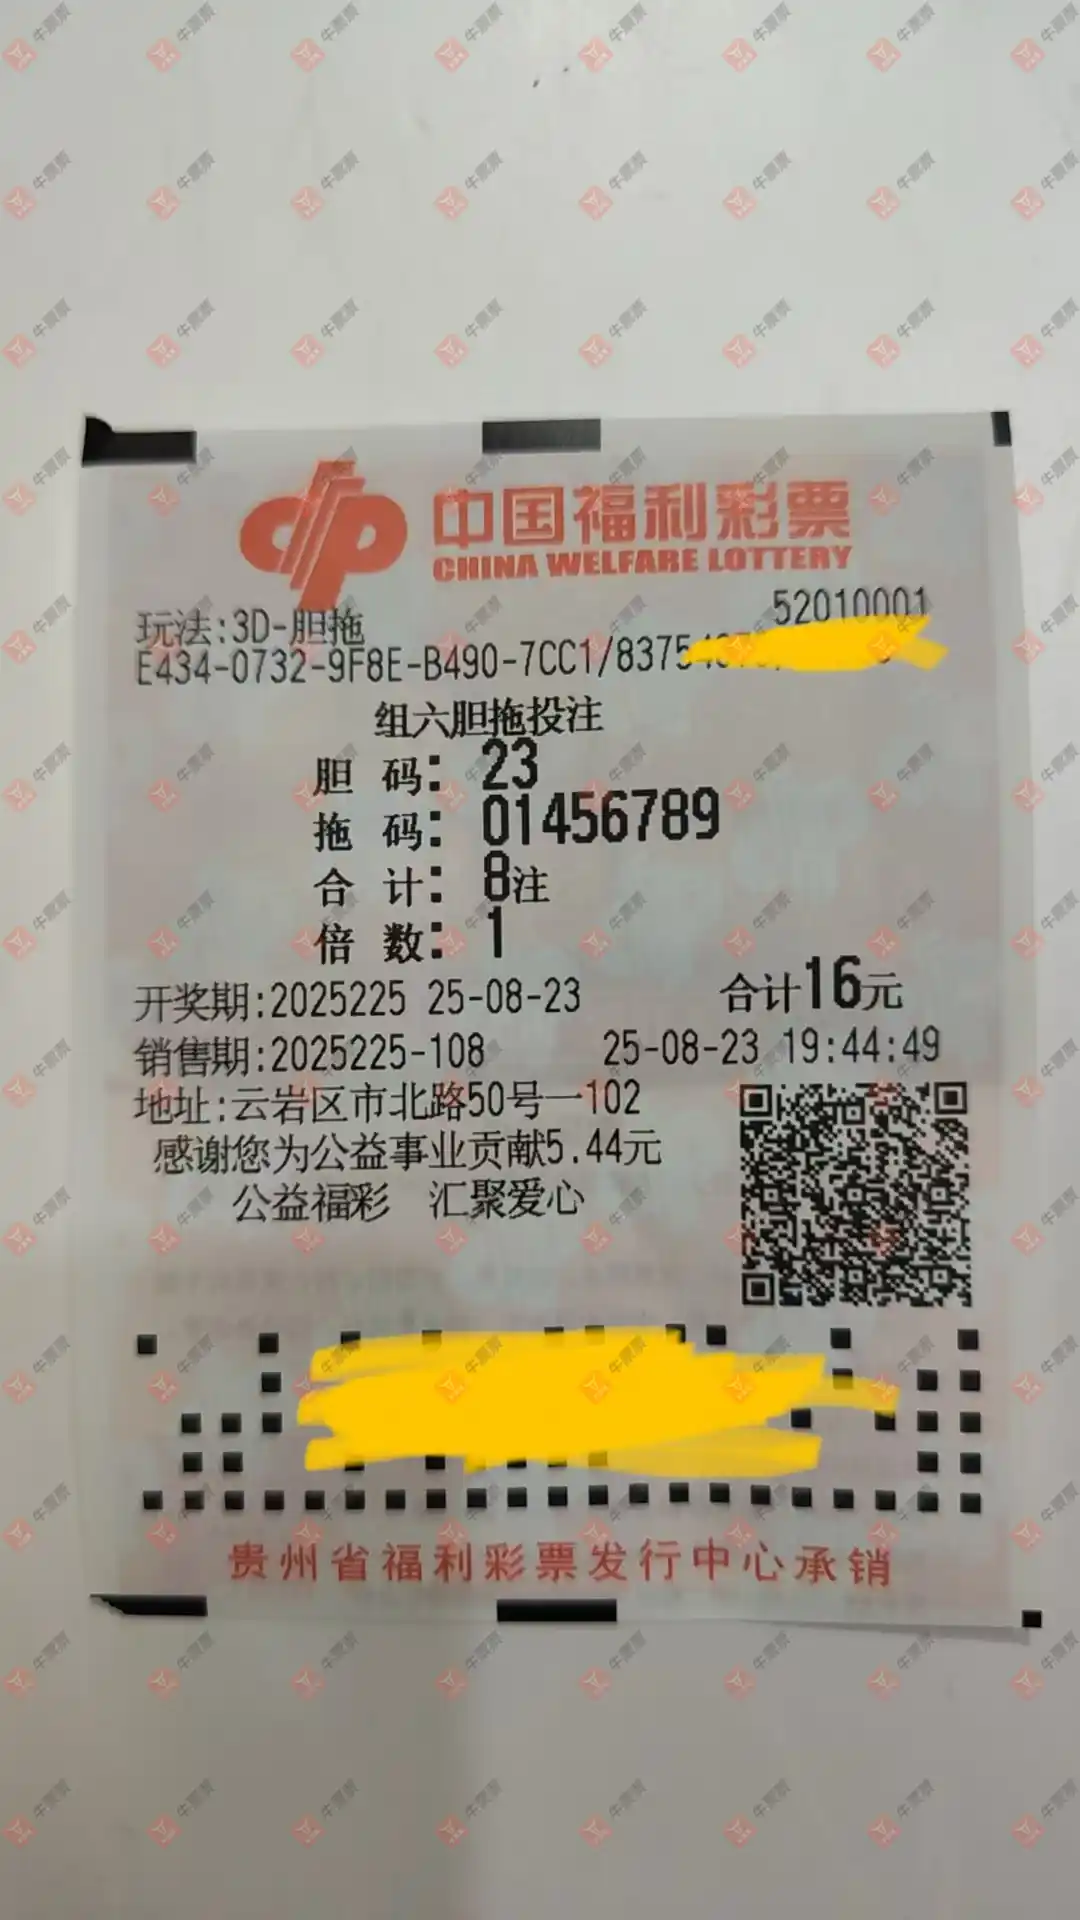 中国福利彩票
CHINA WELFARE LOTTERY
52010001
玩法:3D-胆拖
E434-0732-9F8E-B490-7CC1/8375
组六胆拖投注
胆 码: 23
拖 码: 01456789
合 计: 8注
倍 数: 1
开奖期:2025225 25-08-23 合计16元
销售期:2025225-108 25-08-23 19:44:49
地址:云岩区市北路50号一102
感谢您为公益事业贡献5.44元
公益福彩 汇聚爱心
贵州省福利彩票发行中心承销
牛票票